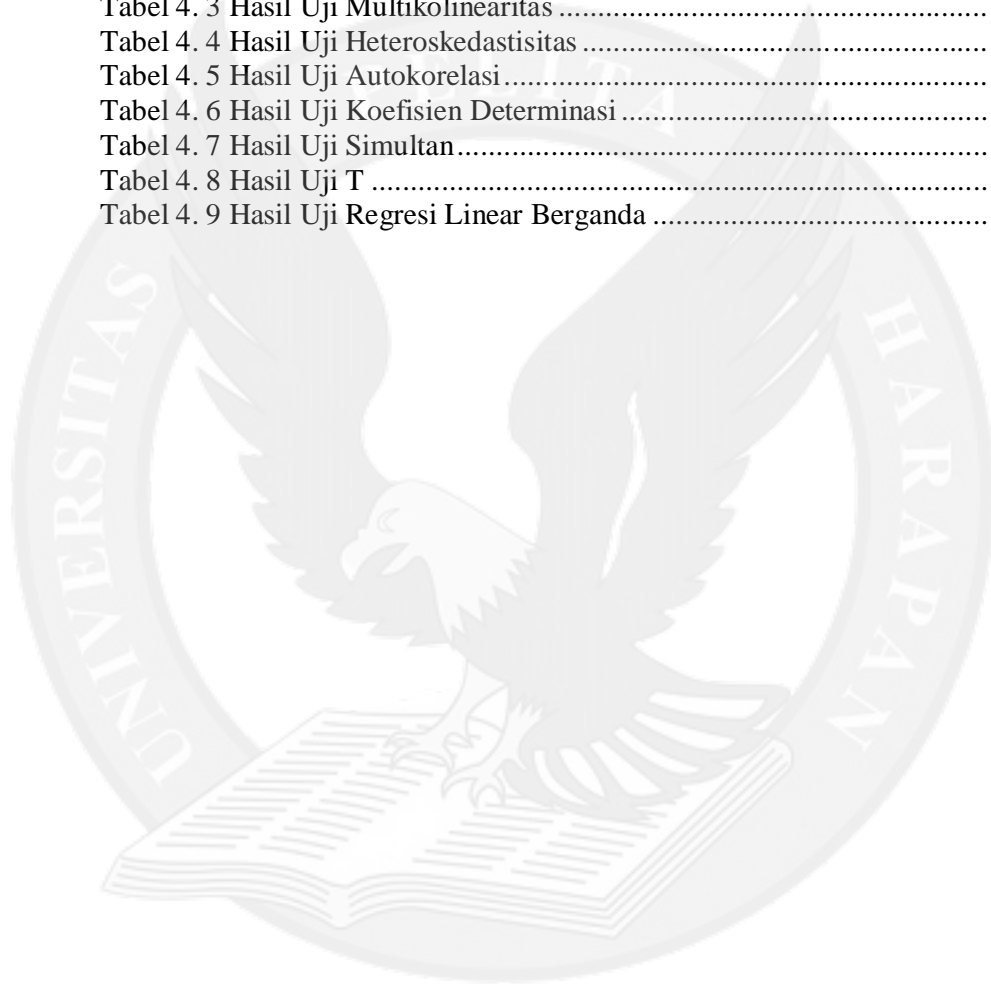 Tabel 4. 3 Hasil Uji Multikolinearitas ........................................................
Tabel 4. 4 Hasil Uji Heteroskedastisitas .....................................................
Tabel 4. 5 Hasil Uji Autokorelasi ................................................................
Tabel 4. 6 Hasil Uji Koefisien Determinasi ................................................
Tabel 4. 7 Hasil Uji Simultan ......................................................................
Tabel 4. 8 Hasil Uji T ..................................................................................
Tabel 4. 9 Hasil Uji Regresi Linear Berganda ............................................
UNIVERSITAS PELITA HARAPAN